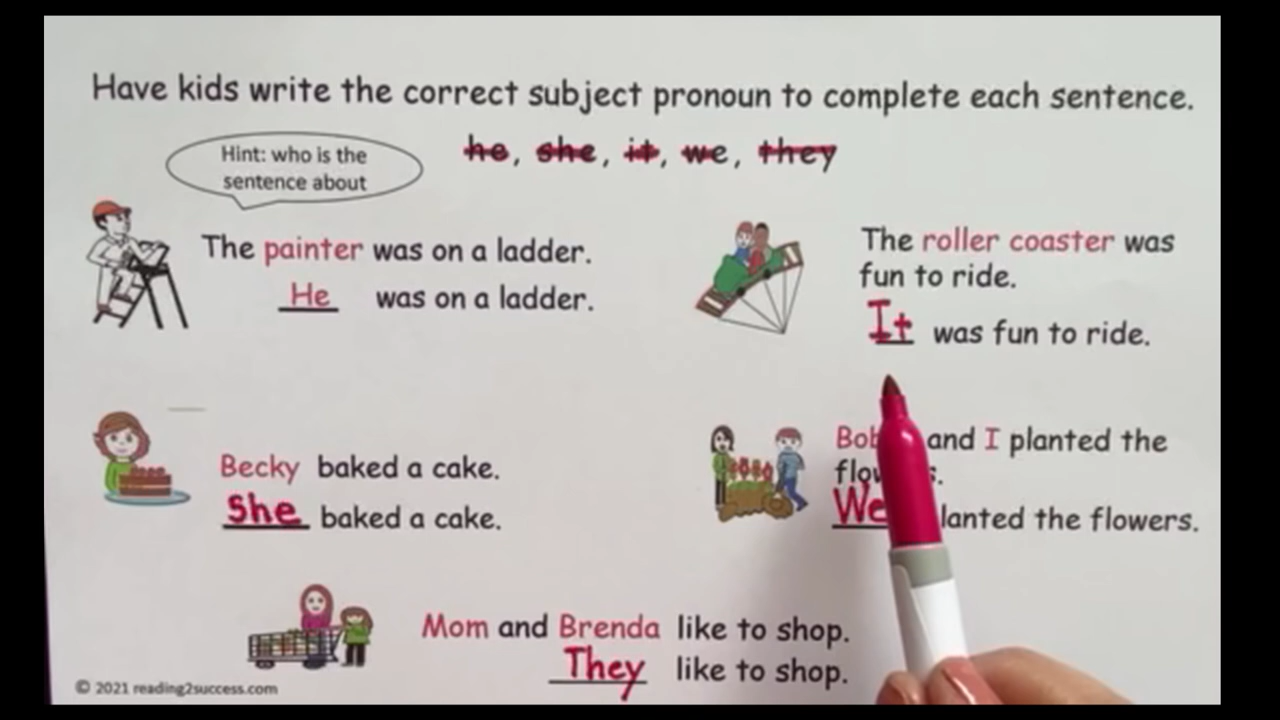 Have kids write the correct subject pronoun to complete each sentence.
Hint: who is the
sentence about
he, she, it, we, they
The painter was on a ladder.
He was on a ladder.
The roller coaster was
fun to ride.
It was fun to ride.
Becky baked a cake.
She baked a cake.
and I planted the
We the flowers.
Mom and Brenda like to shop.
They like to shop.
© 2021 reading2success.com